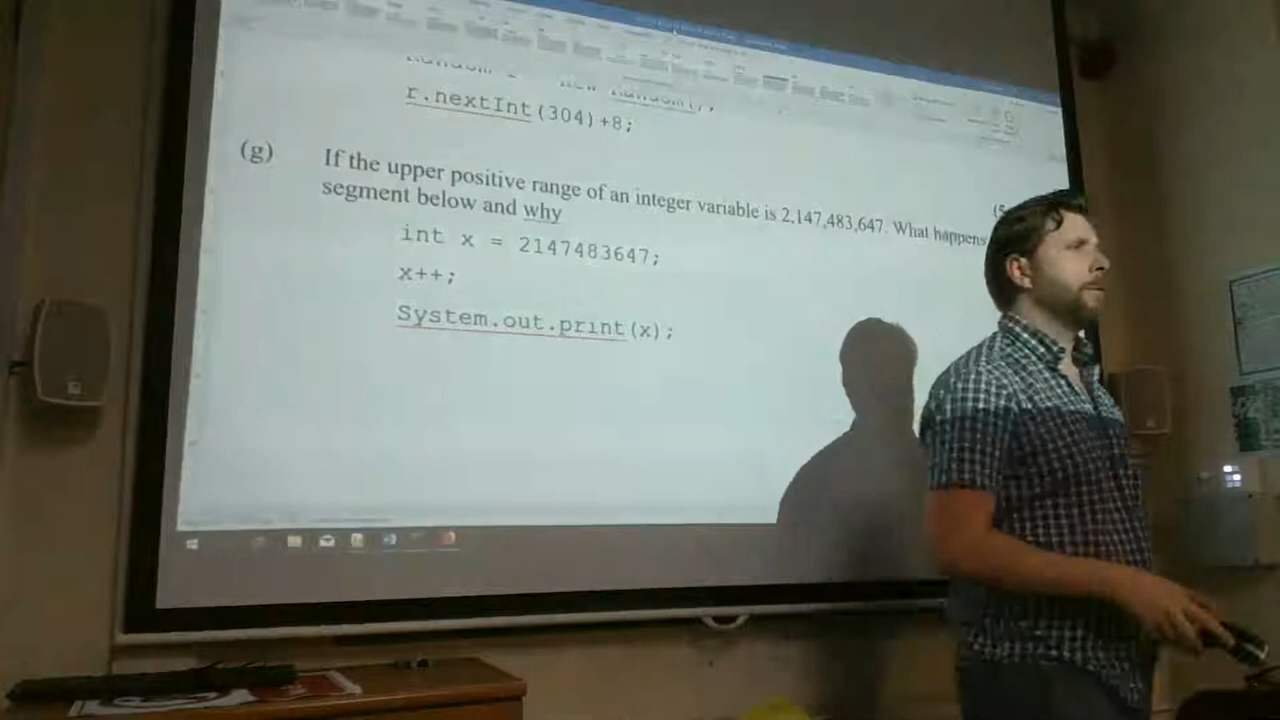 r.nextInt(304)+8;
(g) If the upper positive range of an integer variable is 2,147,483,647. What happens
segment below and why
int x = 2147483647;
x++;
System.out.print(x);